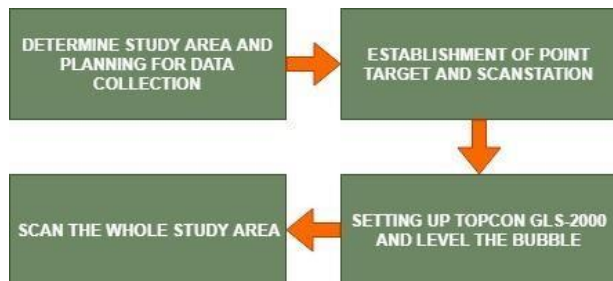 DETERMINE STUDY AREA AND
PLANNING FOR DATA
COLLECTION
ESTABLISHMENT OF POINT
TARGET AND SCANSTATION
SETTING UP TOPCON GLS-2000
AND LEVEL THE BUBBLE
SCAN THE WHOLE STUDY AREA